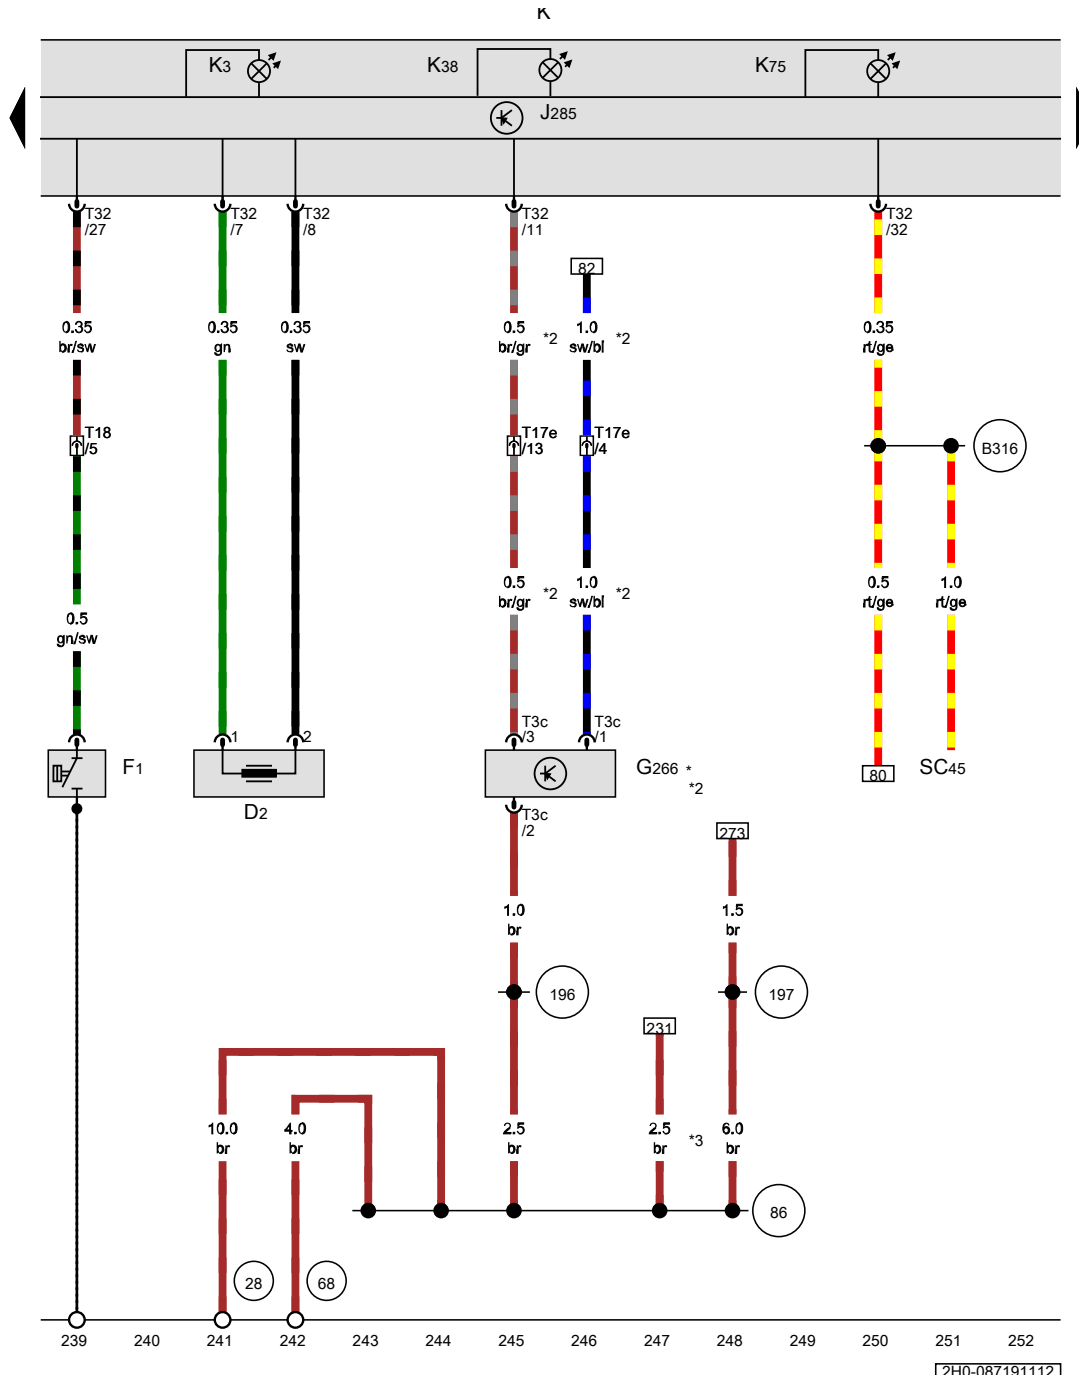 K
K3
K38
K75
J285
T32 T32 T32 T32 T32
/27 /7 /8 /11 /32
82
0.35 0.35 0.35 0.5 *2 1.0 *2 0.35
br/sw gn sw br/gr sw/bl rt/ge
T18 T17e T17e
/5 /13 /4
B316
0.5 *2 1.0 *2 0.5 1.0
br/gr sw/bl rt/ge rt/ge
0.5
gn/sw
1 2 T3c T3c
/3 /1
F1
G266 *
*2
80
SC45
D2
T3c
/2
273
1.0 1.5
br br
196
197
231
10.0 4.0 2.5 2.5 *3 6.0
br br br br br
86
28
68
239 240 241 242 243 244 245 246 247 248 249 250 251 252
2H0-087191112